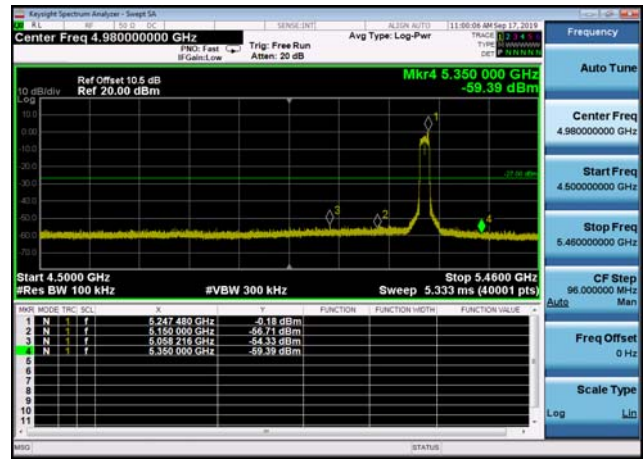 Keysight Spectrum Analyzer - Swept SA
RL RF 50 Ω DC SENSE:INT ALIGN AUTO 11:00:06 AM Sep 17, 2019
Center Freq 4.980000000 GHz
PNO: Fast
IFGain:Low
Trig: Free Run
Atten: 20 dB
Avg Type: Log-Pwr
TRACE 1 2 3 4 5 6
TYPE
DET P N N N N N
Ref Offset 10.5 dB
10 dB/div Ref 20.00 dBm
Log
Mkr4 5.350 000 GHz
-59.39 dBm
10.0
0.00
-10.0
-20.0
-30.0
-40.0
-50.0
-60.0
-70.0
-27.00 dBm
1
3
2
4
Start 4.5000 GHz
#Res BW 100 kHz
#VBW 300 kHz
Stop 5.4600 GHz
Sweep 5.333 ms (40001 pts)
MKR MODE TRC SCL X Y FUNCTION FUNCTION WIDTH FUNCTION VALUE
1 N 1 f 5.247 480 GHz -0.18 dBm
2 N 1 f 5.150 000 GHz -56.71 dBm
3 N 1 f 5.058 216 GHz -54.33 dBm
4 N 1 f 5.350 000 GHz -59.39 dBm
5
6
7
8
9
10
11
MSG STATUS
Frequency
Auto Tune
Center Freq
4.980000000 GHz
Start Freq
4.500000000 GHz
Stop Freq
5.460000000 GHz
CF Step
96.000000 MHz
Auto Man
Freq Offset
0 Hz
Scale Type
Log Lin